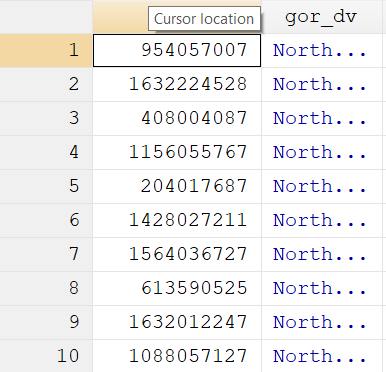 Cursor location gor_dv
1 954057007 North...
2 1632224528 North...
3 408004087 North...
4 1156055767 North...
5 204017687 North...
6 1428027211 North...
7 1564036727 North...
8 613590525 North...
9 1632012247 North...
10 1088057127 North...